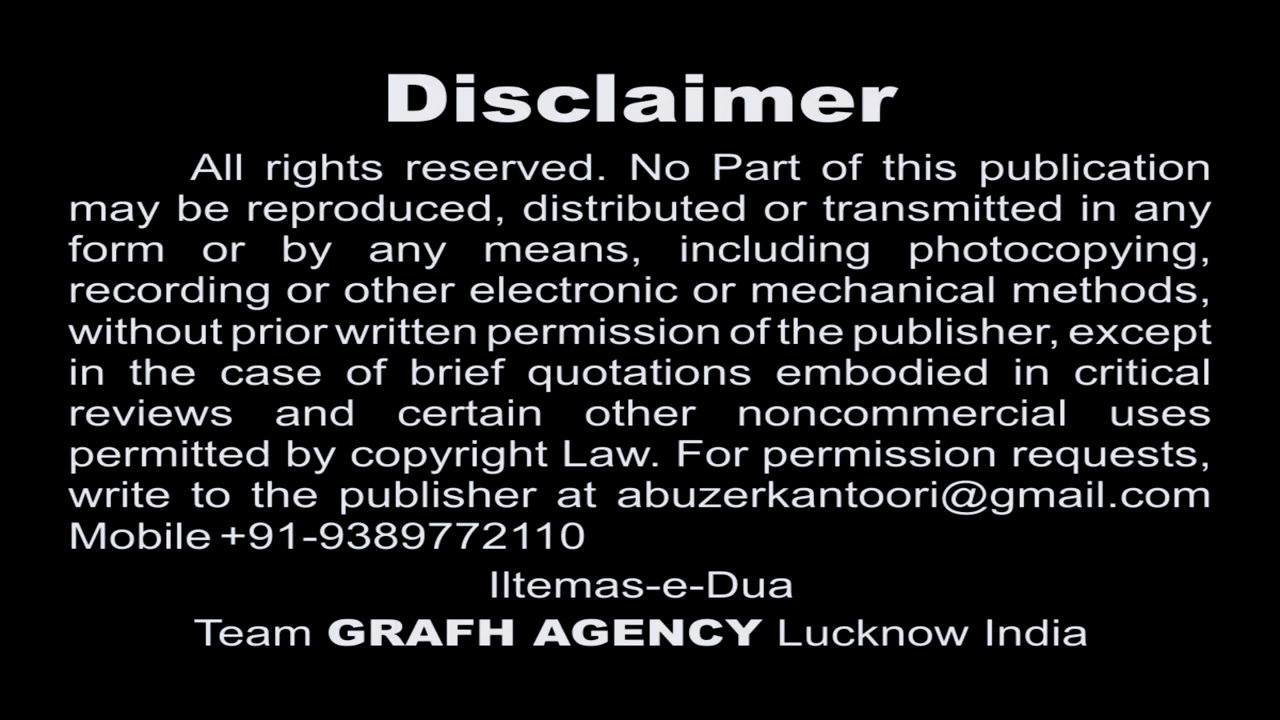 Disclaimer
All rights reserved. No Part of this publication
may be reproduced, distributed or transmitted in any
form or by any means, including photocopying,
recording or other electronic or mechanical methods,
without prior written permission of the publisher, except
in the case of brief quotations embodied in critical
reviews and certain other noncommercial uses
permitted by copyright Law. For permission requests,
write to the publisher at abuzerkantoori@gmail.com
Mobile +91-9389772110
IItemas-e-Dua
Team GRAFH AGENCY Lucknow India